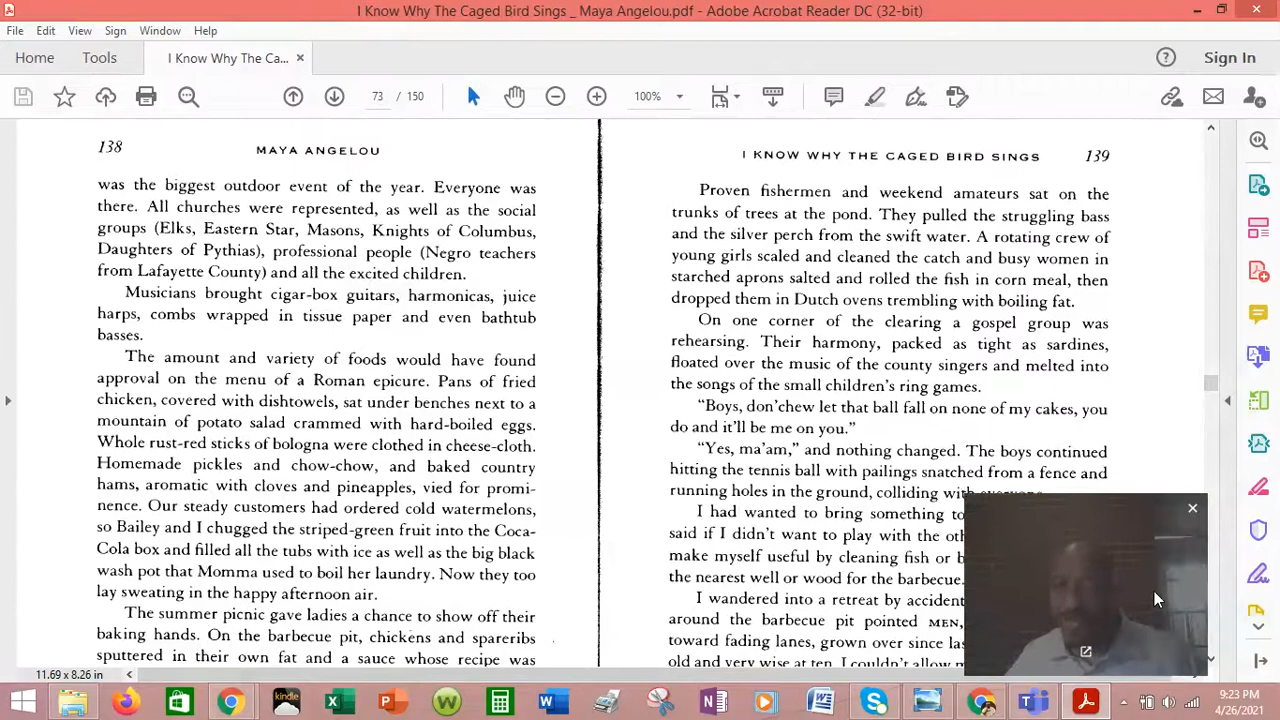 I Know Why The Caged Bird Sings _ Maya Angelou.pdf - Adobe Acrobat Reader DC (32-bit)
File Edit View Sign Window Help
Home Tools I Know Why The Ca... Sign In
73 / 150 100%
138 MAYA ANGELOU
was the biggest outdoor event of the year. Everyone was
there. All churches were represented, as well as the social
groups (Elks, Eastern Star, Masons, Knights of Columbus,
Daughters of Pythias), professional people (Negro teachers
from Lafayette County) and all the excited children.
Musicians brought cigar-box guitars, harmonicas, juice
harps, combs wrapped in tissue paper and even bathtub
basses.
The amount and variety of foods would have found
approval on the menu of a Roman epicure. Pans of fried
chicken, covered with dishtowels, sat under benches next to a
mountain of potato salad crammed with hard-boiled eggs.
Whole rust-red sticks of bologna were clothed in cheese-cloth.
Homemade pickles and chow-chow, and baked country
hams, aromatic with cloves and pineapples, vied for promi-
nence. Our steady customers had ordered cold watermelons,
so Bailey and I chugged the striped-green fruit into the Coca-
Cola box and filled all the tubs with ice as well as the big black
wash pot that Momma used to boil her laundry. Now they too
lay sweating in the happy afternoon air.
The summer picnic gave ladies a chance to show off their
baking hands. On the barbecue pit, chickens and spareribs
sputtered in their own fat and a sauce whose recipe was
I KNOW WHY THE CAGED BIRD SINGS 139
Proven fishermen and weekend amateurs sat on the
trunks of trees at the pond. They pulled the struggling bass
and the silver perch from the swift water. A rotating crew of
young girls scaled and cleaned the catch and busy women in
starched aprons salted and rolled the fish in corn meal, then
dropped them in Dutch ovens trembling with boiling fat.
On one corner of the clearing a gospel group was
rehearsing. Their harmony, packed as tight as sardines,
floated over the music of the county singers and melted into
the songs of the small children's ring games.
"Boys, don'chew let that ball fall on none of my cakes, you
do and it'll be me on you."
"Yes, ma'am," and nothing changed. The boys continued
hitting the tennis ball with pailings snatched from a fence and
running holes in the ground, colliding with everyone.
I had wanted to bring something to
said if I didn't want to play with the
make myself useful by cleaning fish or
the nearest well or wood for the barbecue.
I wandered into a retreat by accident
around the barbecue pit pointed MEN,
toward fading lanes, grown over since
old and very wise at ten, I couldn't allow
11.69 x 8.26 in
kindle
9:23 PM
4/26/2021